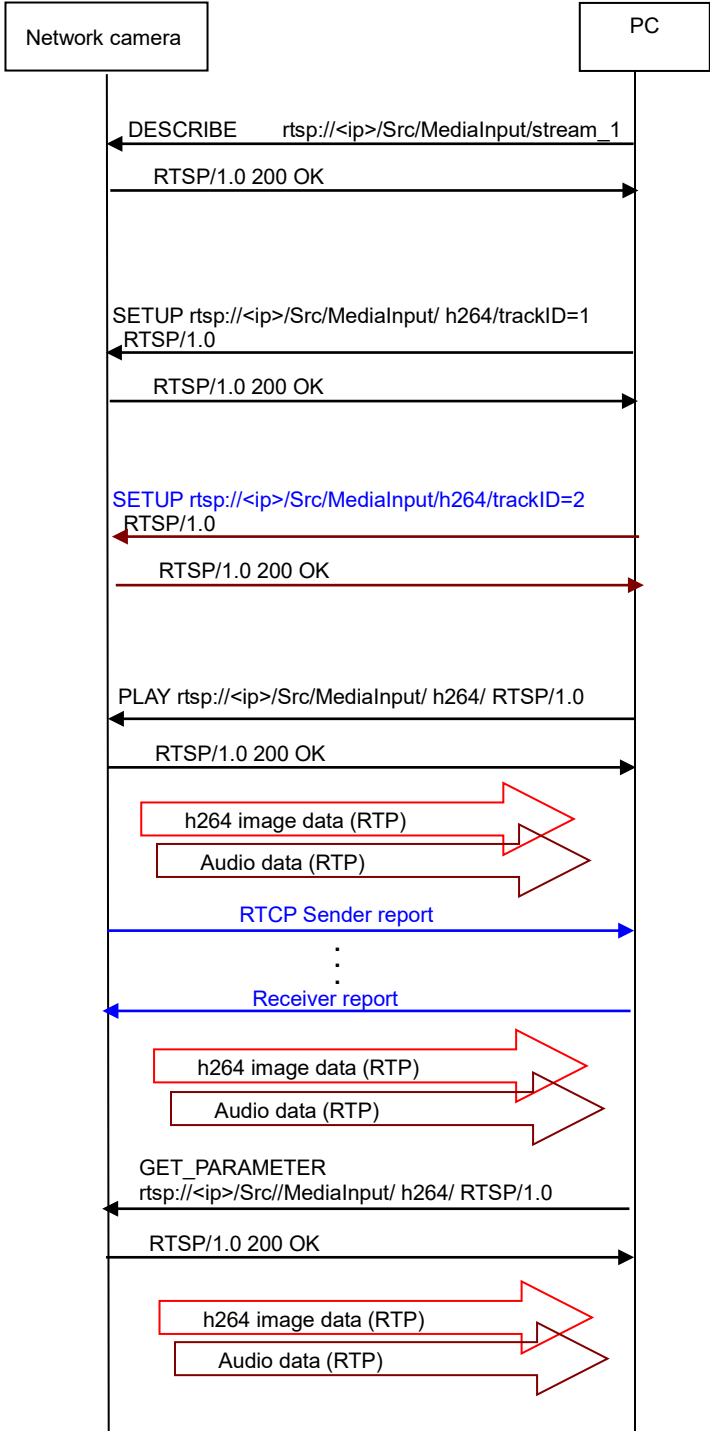 Network camera
PC
DESCRIBE rtsp://<ip>/Src/MediaInput/stream_1
RTSP/1.0 200 OK
SETUP rtsp://<ip>/Src/MediaInput/ h264/trackID=1
RTSP/1.0
RTSP/1.0 200 OK
SETUP rtsp://<ip>/Src/MediaInput/h264/trackID=2
RTSP/1.0
RTSP/1.0 200 OK
PLAY rtsp://<ip>/Src/MediaInput/ h264/ RTSP/1.0
RTSP/1.0 200 OK
h264 image data (RTP)
Audio data (RTP)
RTCP Sender report
.
.
.
Receiver report
h264 image data (RTP)
Audio data (RTP)
GET_PARAMETER
rtsp://<ip>/Src//MediaInput/ h264/ RTSP/1.0
RTSP/1.0 200 OK
h264 image data (RTP)
Audio data (RTP)